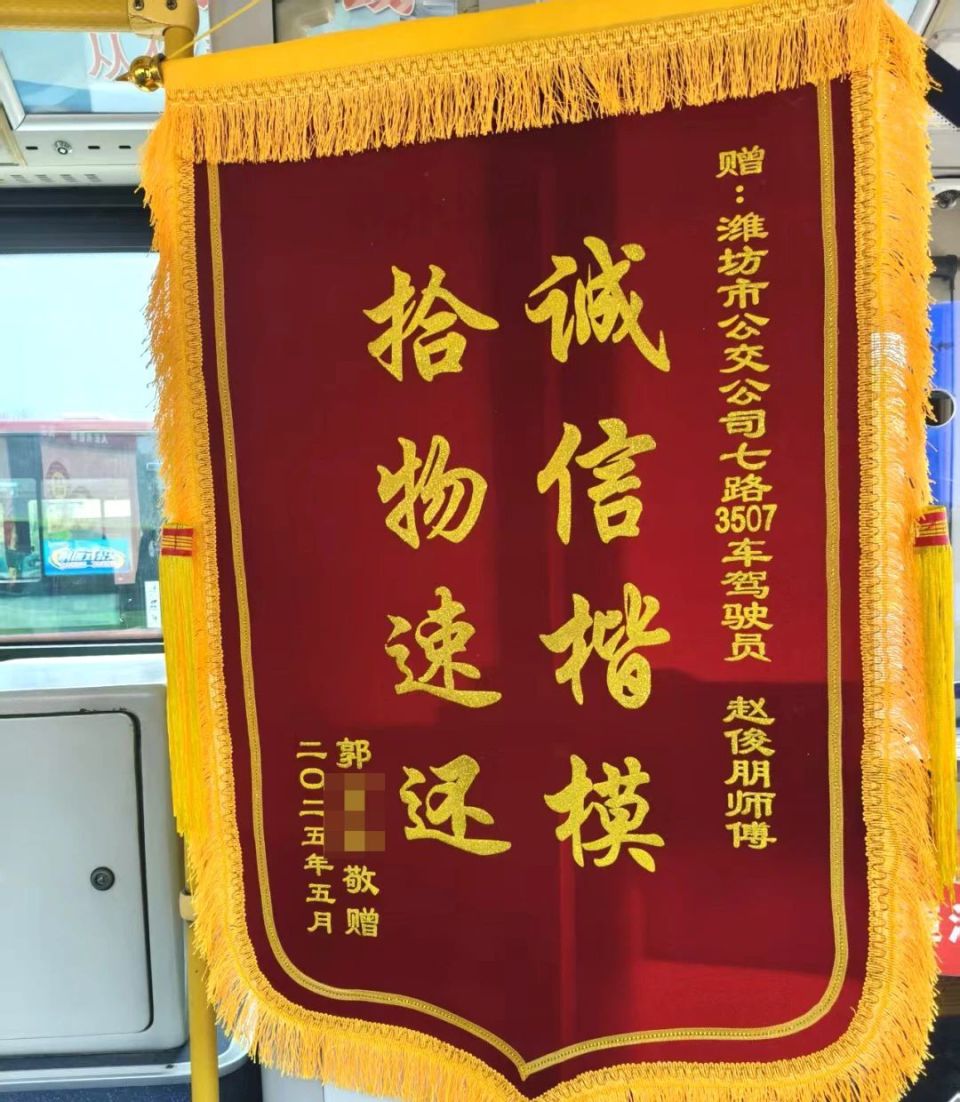 赠：潍坊市公交公司七路3507车驾驶员 赵俊朋师傅
诚信楷模
拾物速还
郭
敬赠
二〇二五年五月